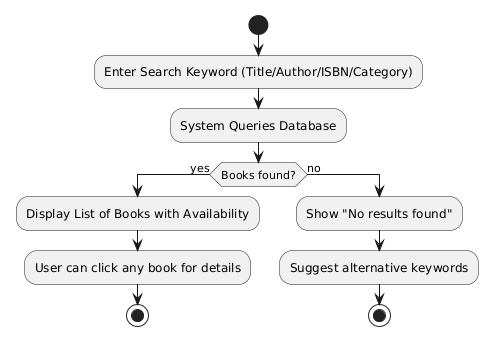 Enter Search Keyword (Title/Author/ISBN/Category)
System Queries Database
Books found?
yes
no
Display List of Books with Availability
Show "No results found"
User can click any book for details
Suggest alternative keywords